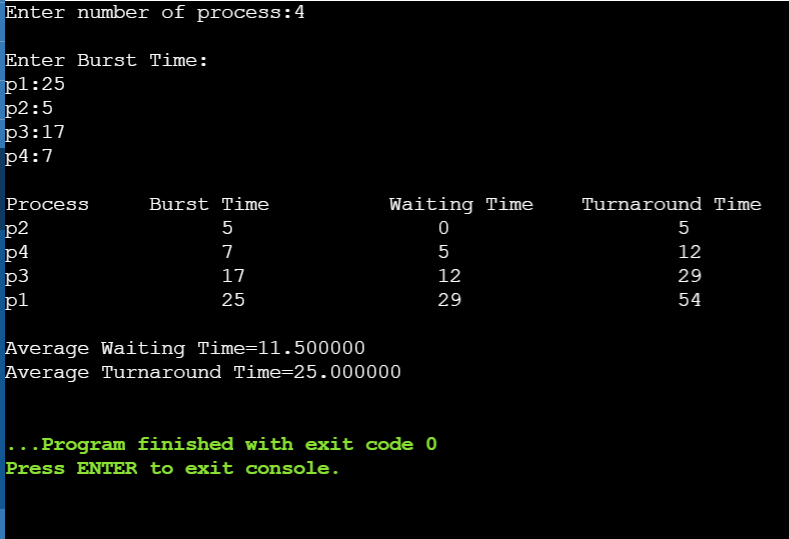 Enter number of process:4
Enter Burst Time:
p1:25
p2:5
p3:17
p4:7
Process Burst Time Waiting Time Turnaround Time
p2 5 0 5
p4 7 5 12
p3 17 12 29
p1 25 29 54
Average Waiting Time=11.500000
Average Turnaround Time=25.000000
...Program finished with exit code 0
Press ENTER to exit console.